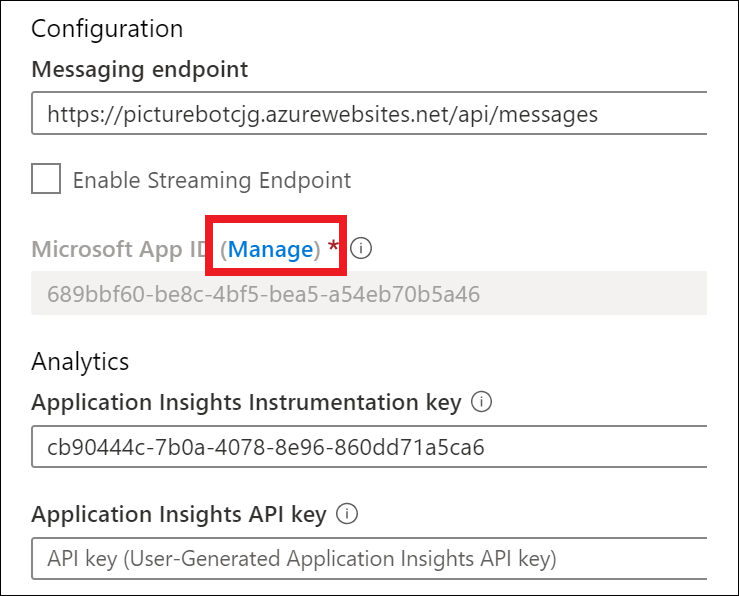 Configuration
Messaging endpoint
https://picturebotcjg.azurewebsites.net/api/messages
Enable Streaming Endpoint
Microsoft App ID (Manage) *
689bbf60-be8c-4bf5-bea5-a54eb70b5a46
Analytics
Application Insights Instrumentation key
cb90444c-7b0a-4078-8e96-860dd71a5ca6
Application Insights API key
API key (User-Generated Application Insights API key)